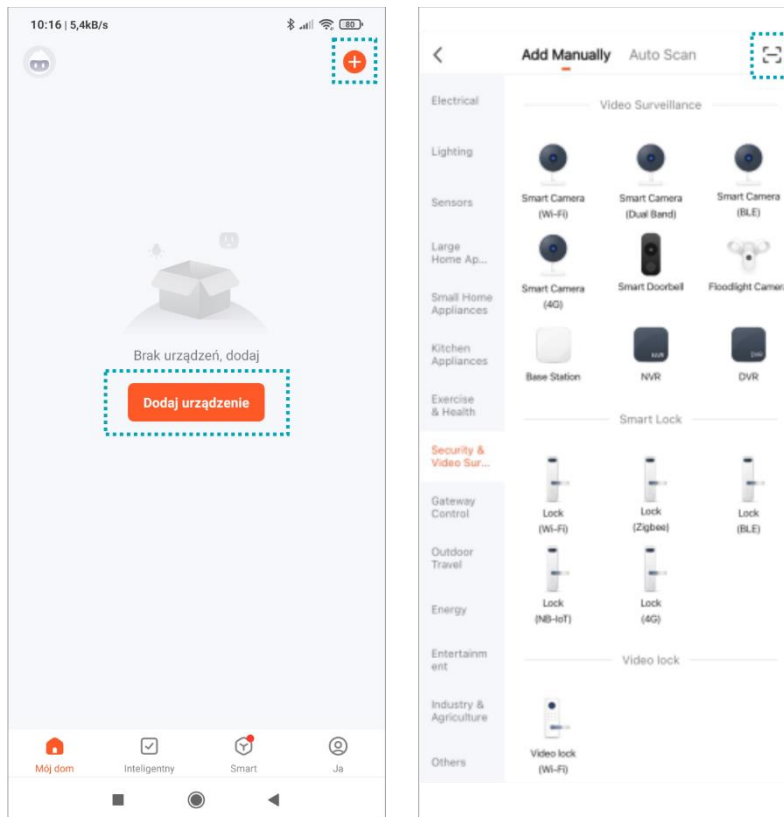 10:16 | 5,4kB/s
80
Brak urządzeń, dodaj
Dodaj urządzenie
Mój dom
Inteligentny
Smart
Ja
Add Manually
Auto Scan
Electrical
Lighting
Sensors
Large
Home Ap...
Small Home
Appliances
Kitchen
Appliances
Exercise
& Health
Security &
Video Sur...
Gateway
Control
Outdoor
Travel
Energy
Entertainm
ent
Industry &
Agriculture
Others
Video Surveillance
Smart Camera
(Wi-Fi)
Smart Camera
(Dual Band)
Smart Camera
(BLE)
Smart Camera
(4G)
Smart Doorbell
Floodlight Camera
Base Station
NVR
NVR
DVR
DVR
Smart Lock
Lock
(Wi-Fi)
Lock
(Zigbee)
Lock
(BLE)
Lock
(NB-IoT)
Lock
(4G)
Video lock
Video lock
(Wi-Fi)